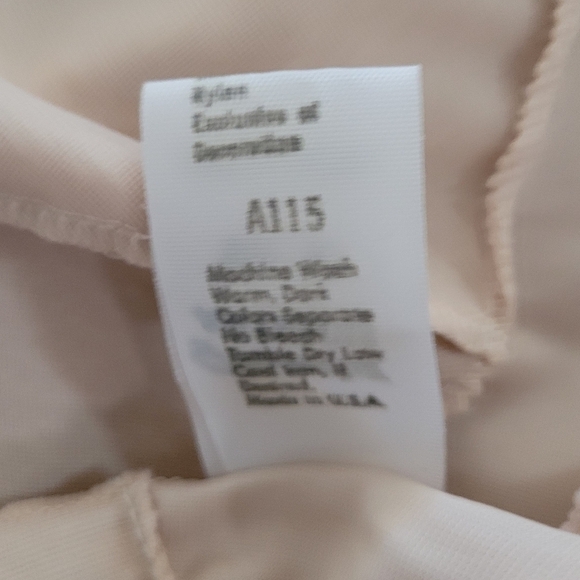 Nylon
Exclusive of
Decoration
A115
Machine Wash
Warm, Dark
Colors Separate
No Bleach
Tumble Dry Low
Cool Iron, If
Desired.
Made in U.S.A.